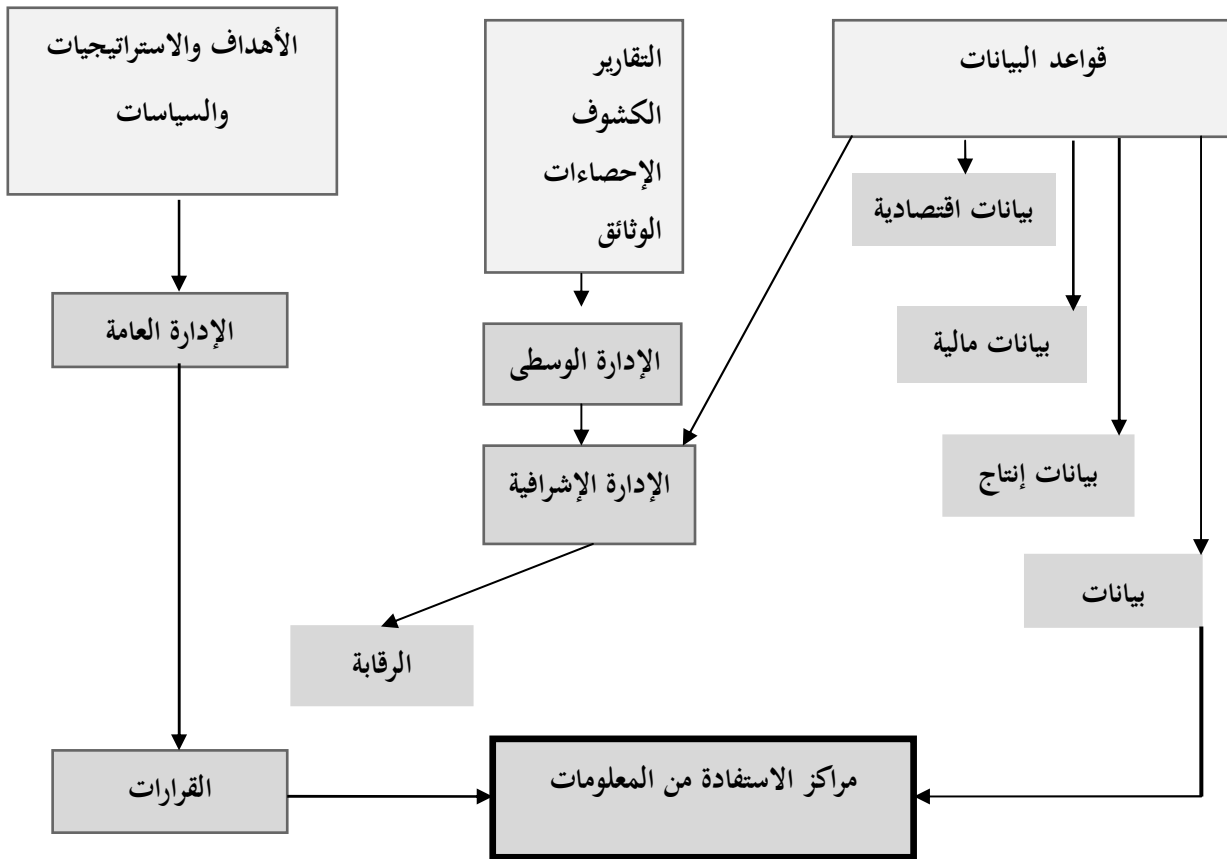 قواعد البيانات
بيانات اقتصادية
بيانات مالية
بيانات إنتاج
بيانات
التقارير
الكشوف
الإحصاءات
الوثائق
الإدارة الوسطى
الإدارة الإشرافية
الرقابة
الأهداف والاستراتيجيات
والسياسات
الإدارة العامة
القرارات
مراكز الاستفادة من المعلومات